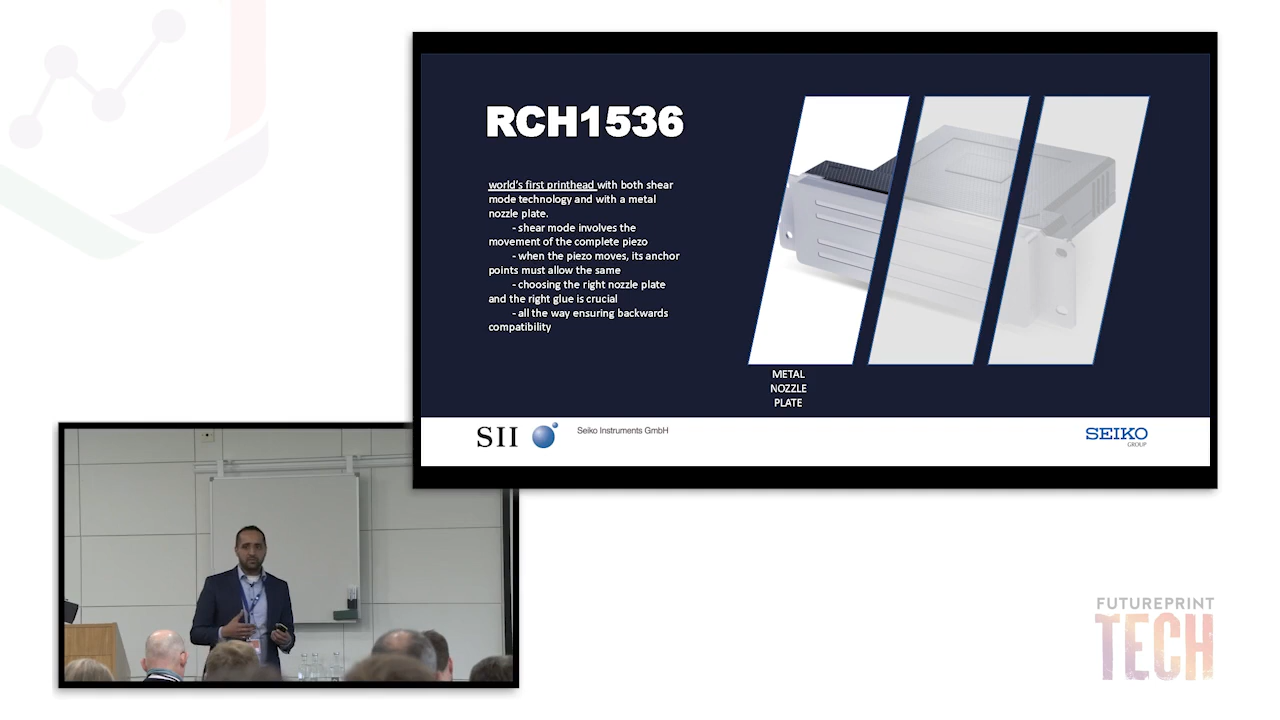 RCH1536
world's first printhead with both shear
mode technology and with a metal
nozzle plate.
- shear mode involves the
movement of the complete piezo
- when the piezo moves, its anchor
points must allow the same
- choosing the right nozzle plate
and the right glue is crucial
- all the way ensuring backwards
compatibility
METAL
NOZZLE
PLATE
SII
Seiko Instruments GmbH
SEIKO
GROUP
FUTUREPRINT
TECH